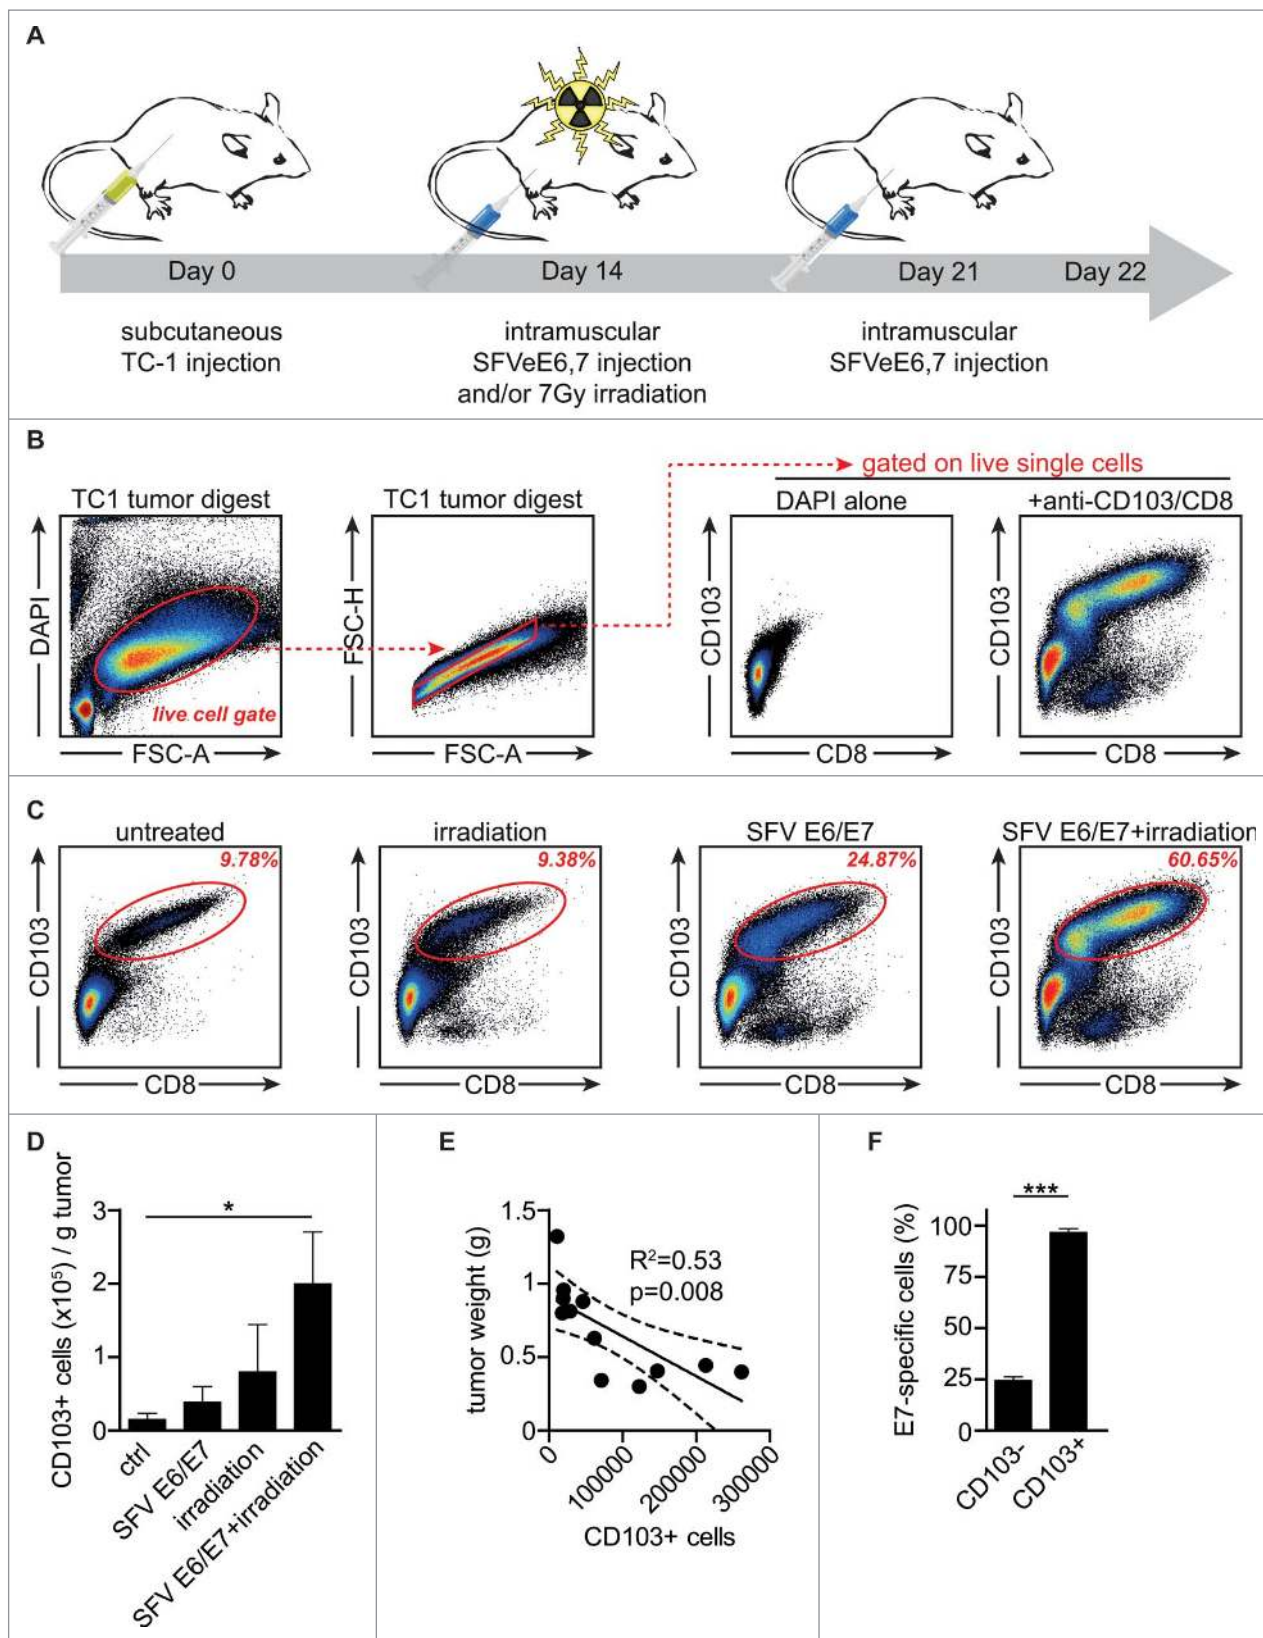 A
Day 0
Day 14
Day 21
Day 22
subcutaneous
TC-1 injection
intramuscular
SFVeE6,7 injection
and/or 7Gy irradiation
intramuscular
SFVeE6,7 injection
B
gated on live single cells
TC1 tumor digest
TC1 tumor digest
DAPI alone
+anti-CD103/CD8
DAPI
live cell gate
FSC-A
FSC-H
FSC-A
CD103
CD8
CD103
CD8
C
untreated
irradiation
SFV E6/E7
SFV E6/E7+irradiation
9.78%
9.38%
24.87%
60.65%
CD103
CD8
CD103
CD8
CD103
CD8
CD103
CD8
D
CD103+ cells (x10⁵) / g tumor
3
2
1
0
*
ctrl
SFV E6/E7
irradiation
SFV E6/E7+irradiation
E
tumor weight (g)
1.5
1
0.5
0
R²=0.53
p=0.008
0
100000
200000
300000
CD103+ cells
F
E7-specific cells (%)
100
75
50
25
0
***
CD103-
CD103+